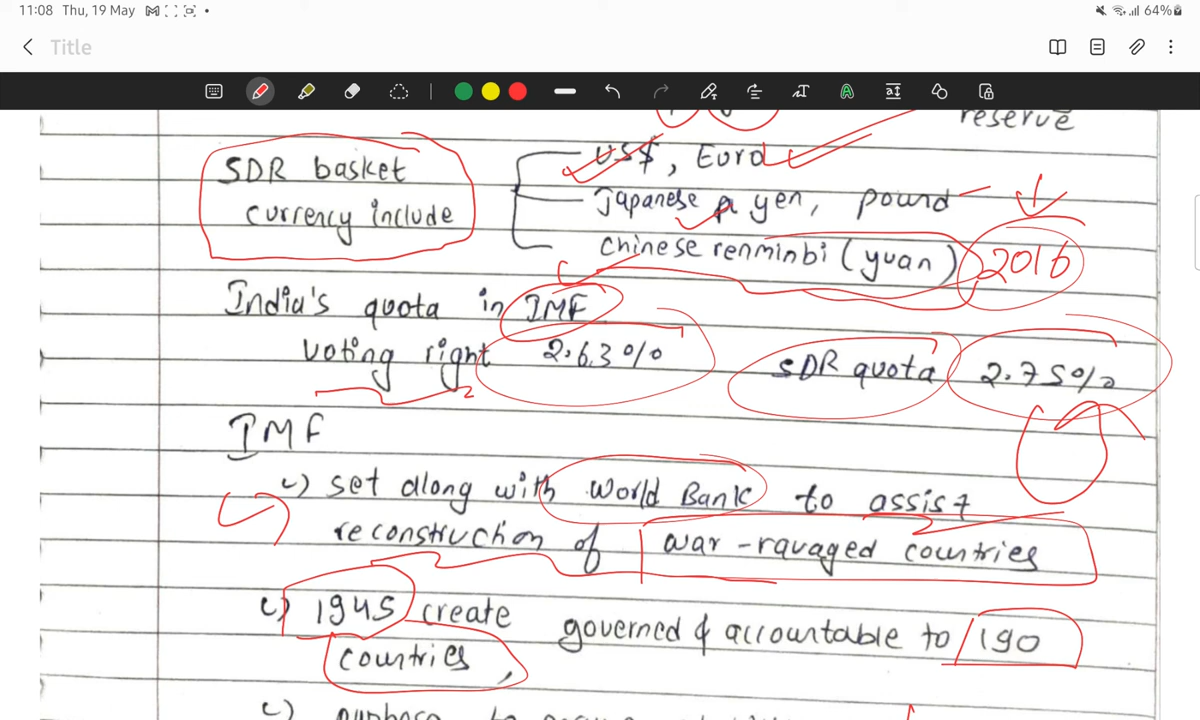 11:08 Thu, 19 May
64%
Title
reserve
SDR basket
currency include
US$, Euro
Japanese yen, pound
chinese renminbi (yuan) 2016
India's quota in IMF
voting right 2.63% SDR quota 2.75%
IMF
set along with World Bank to assist
reconstruction of war-ravaged countries
1945 create governed & accountable to 190
countries,